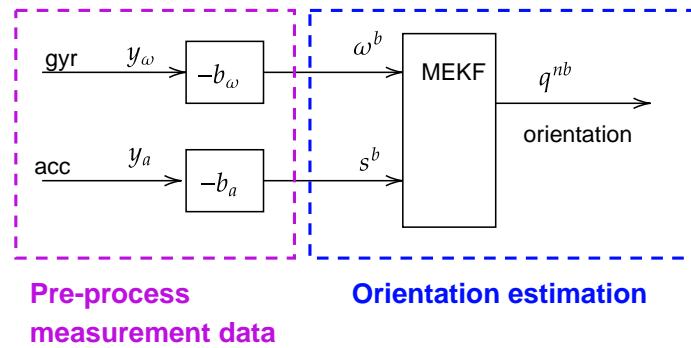 gyr y_ω −b_ω ω^b MEKF q^{nb}
orientation
acc y_a −b_a s^b
Pre-process
measurement data
Orientation estimation